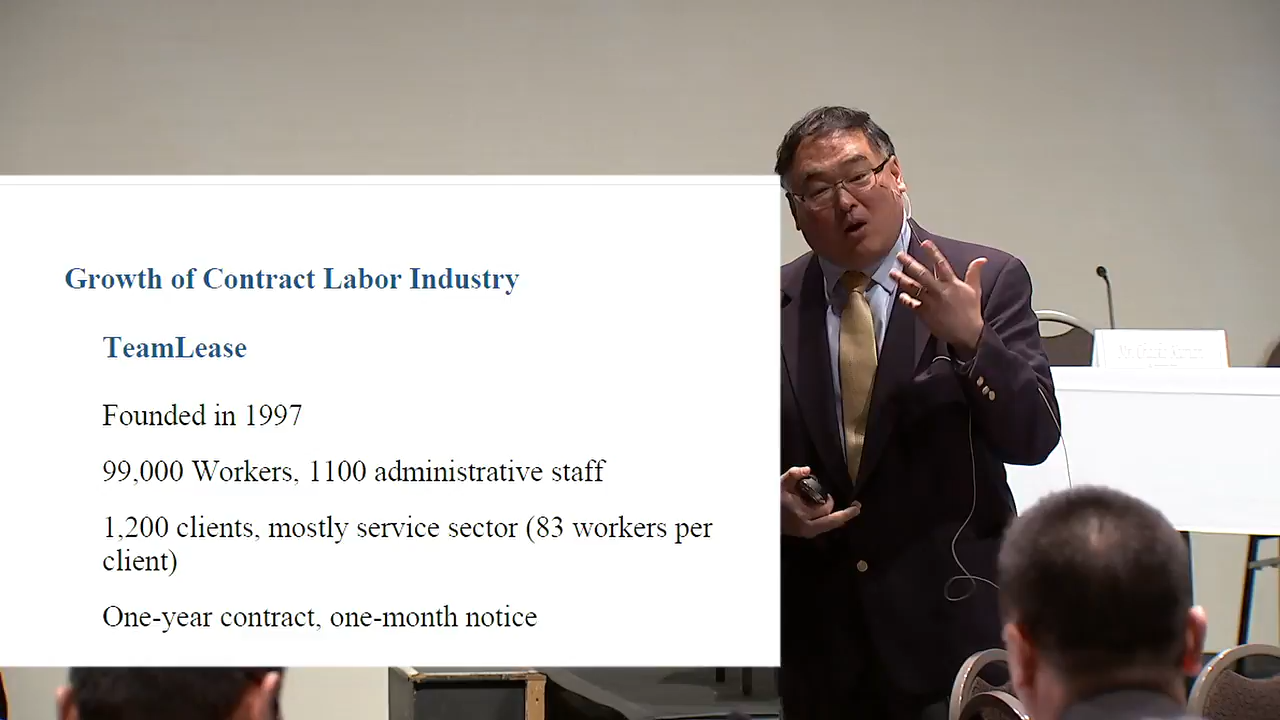 Growth of Contract Labor Industry
TeamLease
Founded in 1997
99,000 Workers, 1100 administrative staff
1,200 clients, mostly service sector (83 workers per
client)
One-year contract, one-month notice